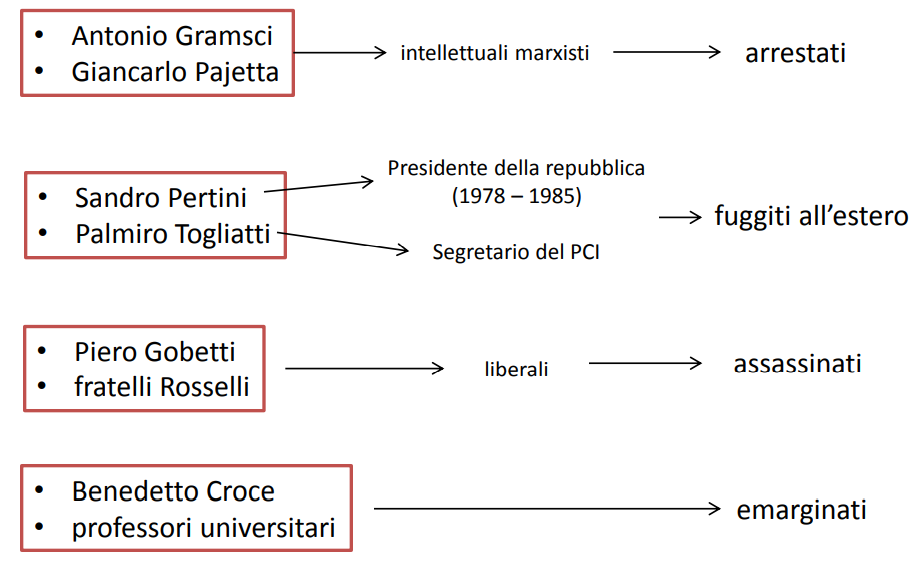 • Antonio Gramsci
• Giancarlo Pajetta
intellettuali marxisti
arrestati
• Sandro Pertini
• Palmiro Togliatti
Presidente della repubblica
(1978 – 1985)
Segretario del PCI
fuggiti all’estero
• Piero Gobetti
• fratelli Rosselli
liberali
assassinati
• Benedetto Croce
• professori universitari
emarginati